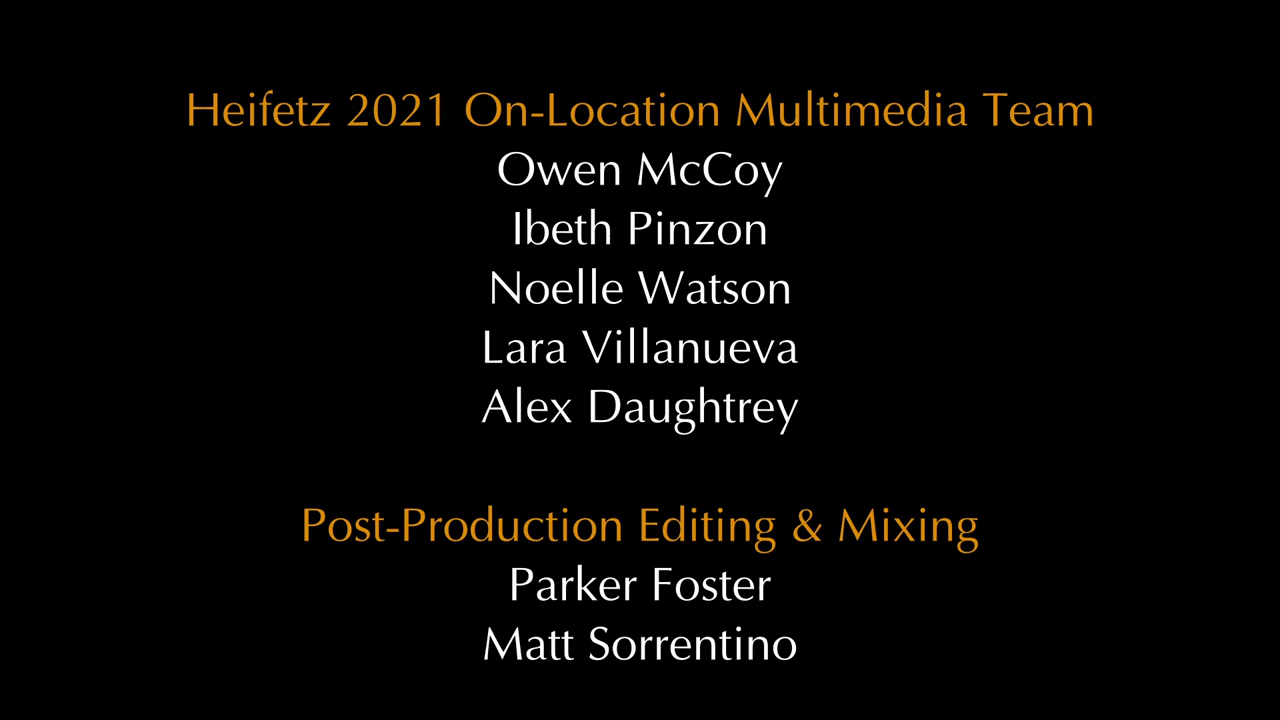 Heifetz 2021 On-Location Multimedia Team
Owen McCoy
Ibeth Pinzon
Noelle Watson
Lara Villanueva
Alex Daughtrey
Post-Production Editing & Mixing
Parker Foster
Matt Sorrentino